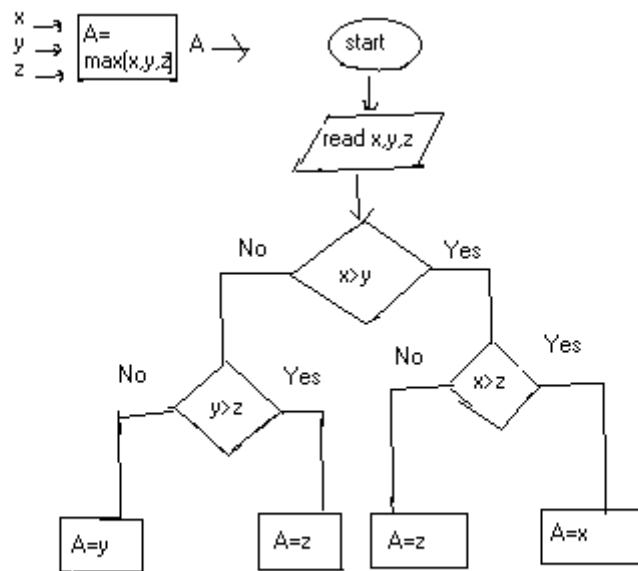 x
y
z
A=
max(x,y,z)
A
start
read x,y,z
x>y
No
Yes
y>z
No
Yes
x>z
No
Yes
A=y
A=z
A=z
A=x